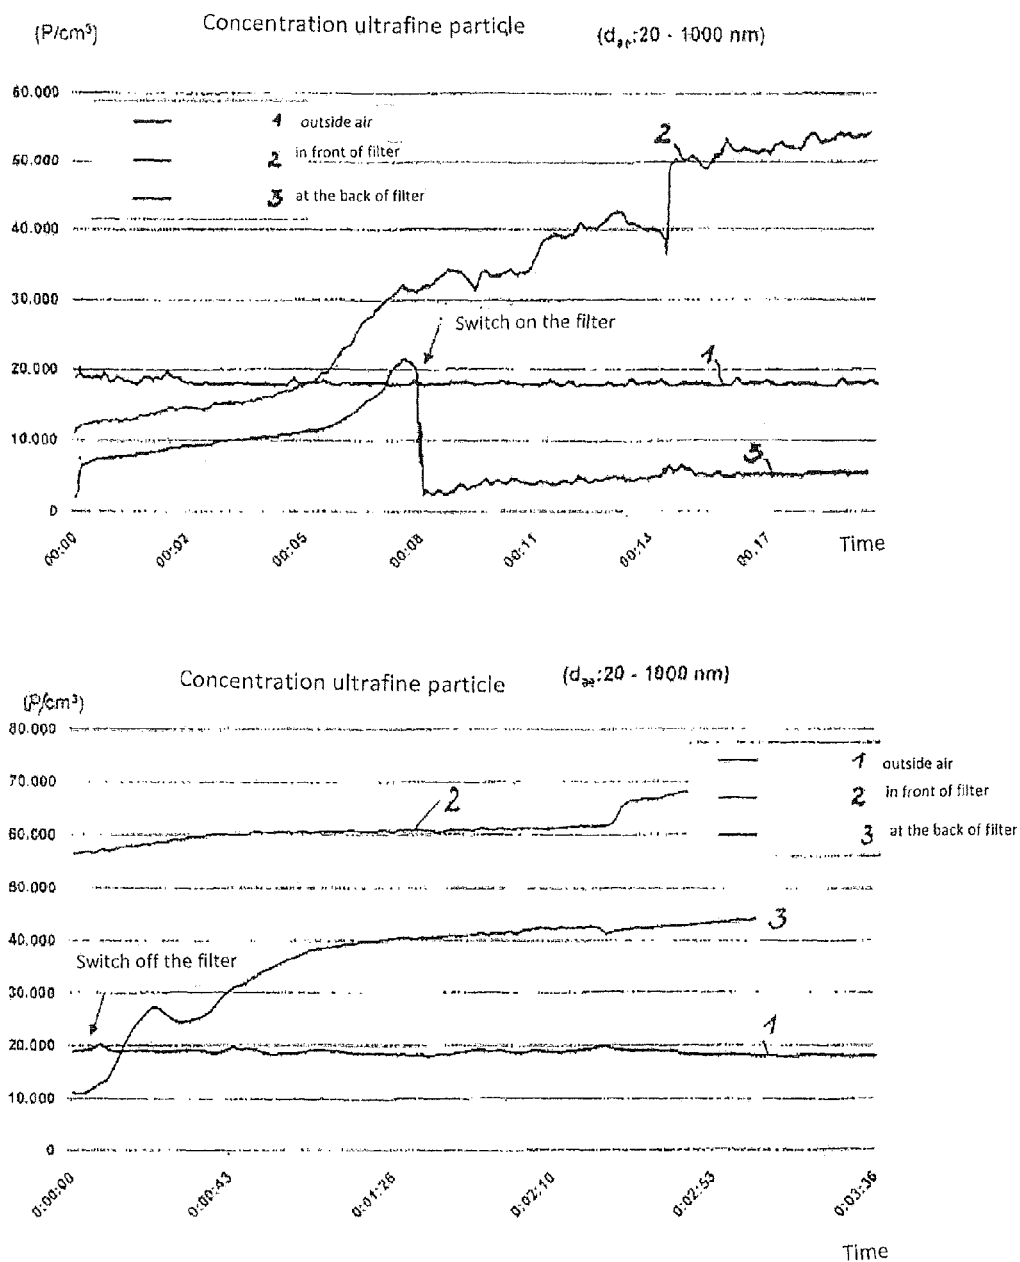 Concentration ultrafine particle
(P/cm³)
(dₐₑ:20 - 1000 nm)
60.000
1 outside air
2 in front of filter
3 at the back of filter
2
50.000
40.000
30.000
Switch on the filter
20.000
1
10.000
3
0
00:00
00:02
00:05
00:08
00:11
00:14
00:17
Time
Concentration ultrafine particle
(dₐₑ:20 - 1000 nm)
(P/cm³)
80.000
1 outside air
2 in front of filter
3 at the back of filter
70.000
2
60.000
50.000
3
40.000
Switch off the filter
30.000
1
20.000
10.000
0
0:00:00
0:00:43
0:01:26
0:02:10
0:02:53
0:03:36
Time